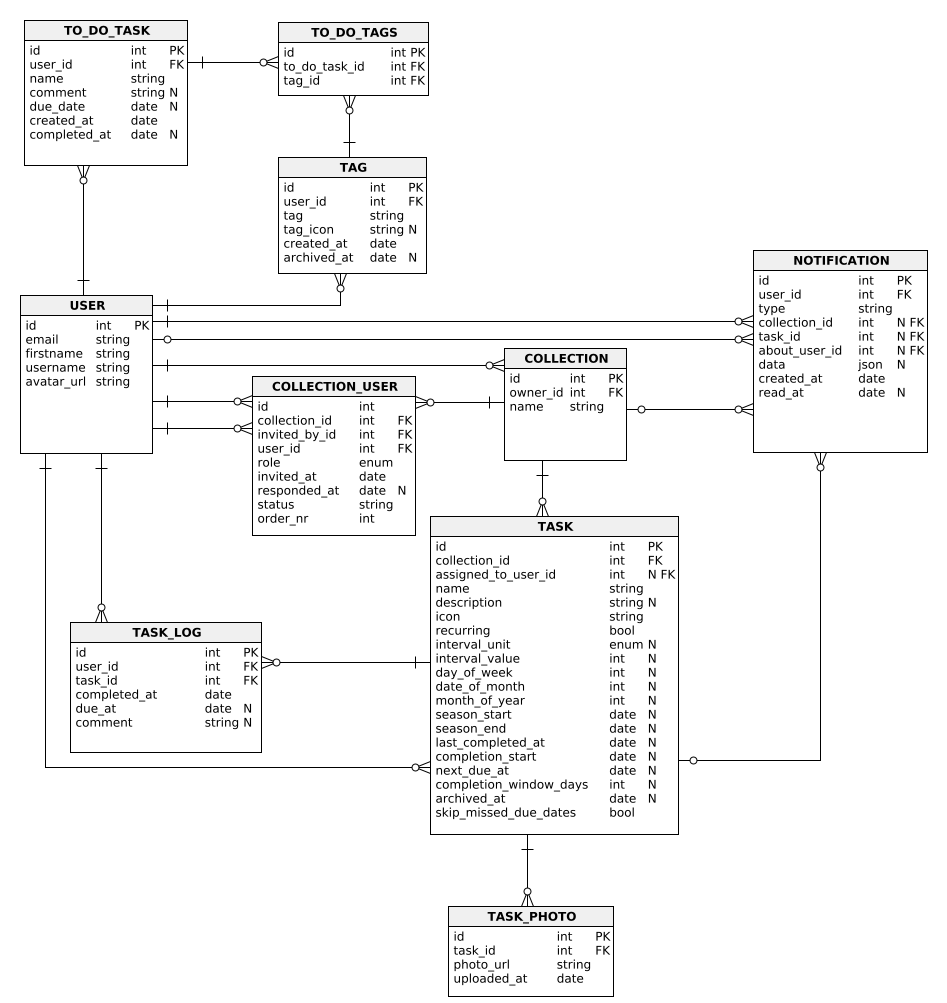 TO_DO_TASK
id int PK
user_id int FK
name string
comment string N
due_date date N
created_at date
completed_at date N
TO_DO_TAGS
id int PK
to_do_task_id int FK
tag_id int FK
TAG
id int PK
user_id int FK
tag string
tag_icon string N
created_at date
archived_at date N
NOTIFICATION
id int PK
user_id int FK
type string
collection_id int N FK
task_id int N FK
about_user_id int N FK
data json N
created_at date
read_at date N
USER
id int PK
email string
firstname string
username string
avatar_url string
COLLECTION
id int PK
owner_id int FK
name string
COLLECTION_USER
id int
collection_id int FK
invited_by_id int FK
user_id int FK
role enum
invited_at date
responded_at date N
status string
order_nr int
TASK
id int PK
collection_id int FK
assigned_to_user_id int N FK
name string
description string N
icon string
recurring bool
interval_unit enum N
interval_value int N
day_of_week int N
date_of_month int N
month_of_year int N
season_start date N
season_end date N
last_completed_at date N
completion_start date N
next_due_at date N
completion_window_days int N
archived_at date N
skip_missed_due_dates bool
TASK_LOG
id int PK
user_id int FK
task_id int FK
completed_at date
due_at date N
comment string N
TASK_PHOTO
id int PK
task_id int FK
photo_url string
uploaded_at date